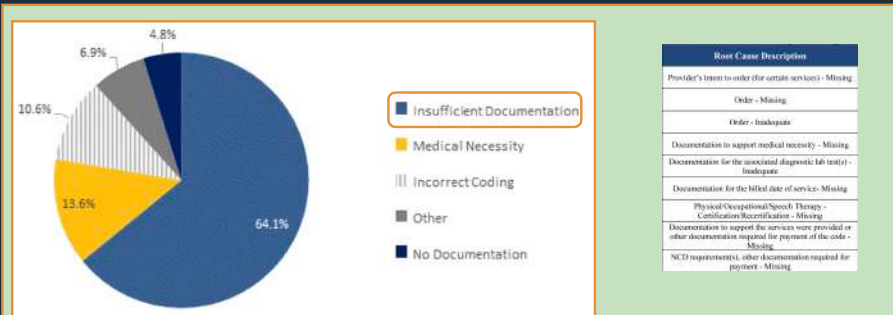 4.8%
6.9%
10.6%
13.6%
64.1%
Insufficient Documentation
Medical Necessity
Incorrect Coding
Other
No Documentation
Root Cause Description
Provider's intent to order (for certain services) - Missing
Order - Missing
Order - Inadequate
Documentation to support medical necessity - Missing
Documentation for the associated diagnostic lab test(s) -
Inadequate
Documentation for the billed date of service- Missing
Physical/Occupational/Speech Therapy -
Certification/Recertification - Missing
Documentation to support the services were provided or
other documentation required for payment of the code -
Missing
NCD requirement(s), other documentation required for
payment - Missing